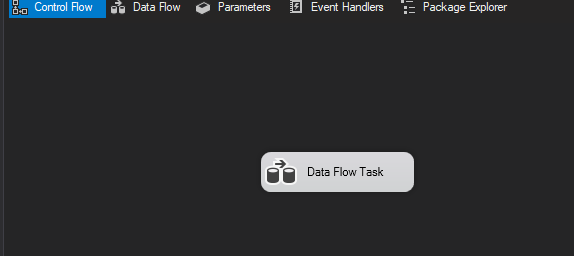 Control Flow Data Flow Parameters Event Handlers Package Explorer
Data Flow Task